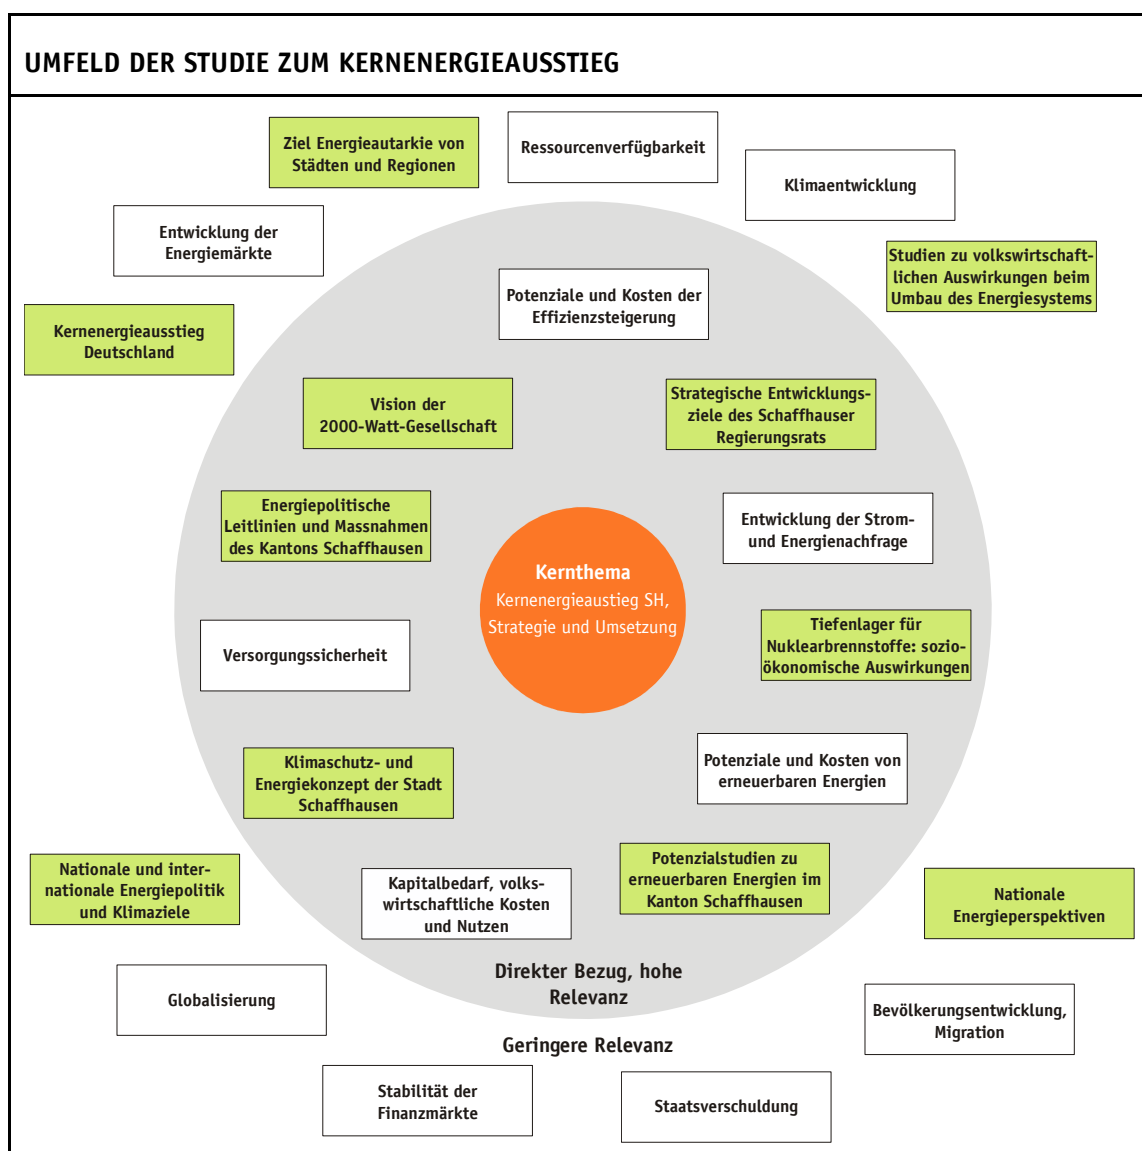 UMFELD DER STUDIE ZUM KERNENERGIEAUSSTIEG
Ziel Energieautarkie von
Städten und Regionen
Ressourcenverfügbarkeit
Klimaentwicklung
Entwicklung der
Energiemärkte
Studien zu volkswirtschaft-
lichen Auswirkungen beim
Umbau des Energiesystems
Potenziale und Kosten der
Effizienzsteigerung
Kernenergieausstieg
Deutschland
Vision der
2000-Watt-Gesellschaft
Strategische Entwicklungs-
ziele des Schaffhauser
Regierungsrats
Energiepolitische
Leitlinien und Massnahmen
des Kantons Schaffhausen
Entwicklung der Strom-
und Energienachfrage
Kernthema
Kernenergieaustieg SH,
Strategie und Umsetzung
Versorgungssicherheit
Tiefenlager für
Nuklearbrennstoffe: sozio-
ökonomische Auswirkungen
Klimaschutz- und
Energiekonzept der Stadt
Schaffhausen
Potenziale und Kosten von
erneuerbaren Energien
Nationale und inter-
nationale Energiepolitik
und Klimaziele
Kapitalbedarf, volks-
wirtschaftliche Kosten
und Nutzen
Potenzialstudien zu
erneuerbaren Energien im
Kanton Schaffhausen
Nationale
Energieperspektiven
Direkter Bezug, hohe
Relevanz
Globalisierung
Bevölkerungsentwicklung,
Migration
Geringere Relevanz
Stabilität der
Finanzmärkte
Staatsverschuldung